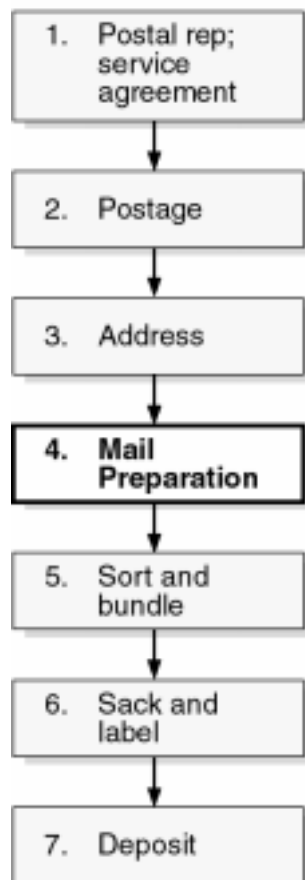 1. Postal rep;
service
agreement
2. Postage
3. Address
4. Mail
Preparation
5. Sort and
bundle
6. Sack and
label
7. Deposit